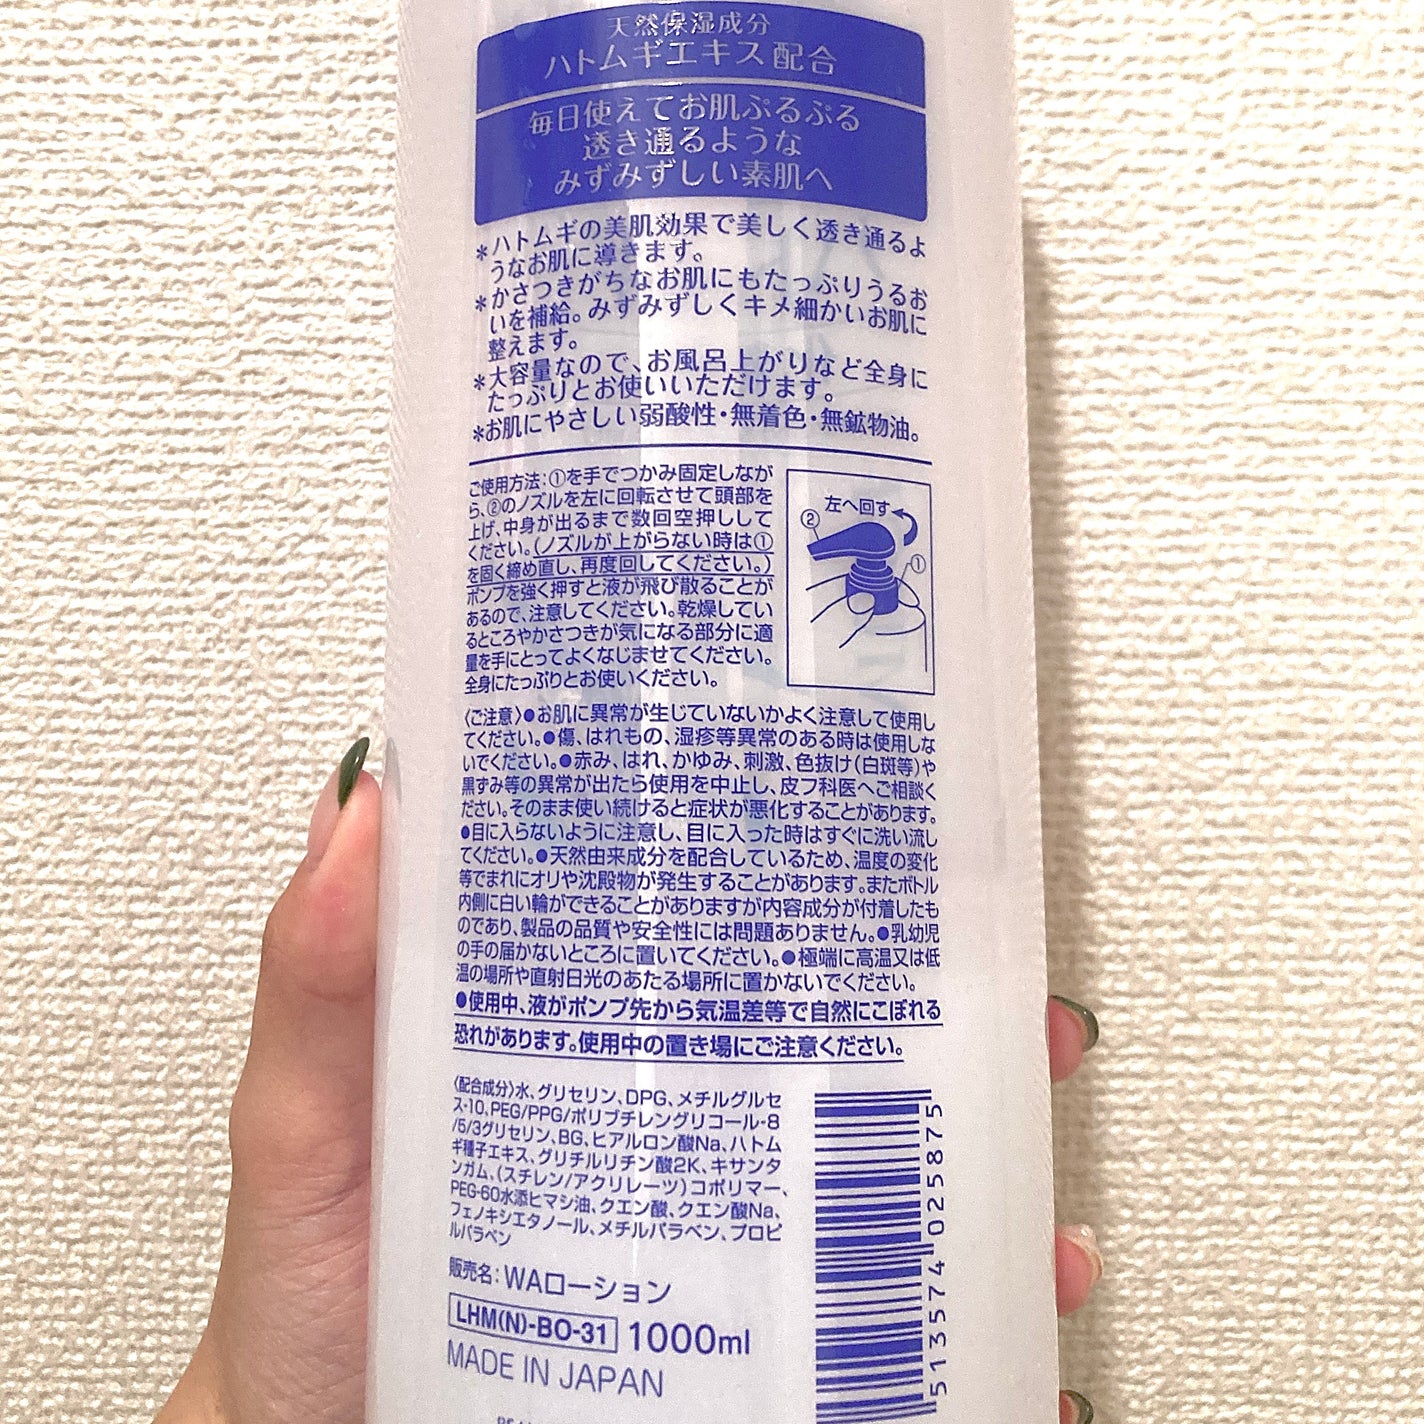 天然保湿成分
ハトムギエキス配合
毎日使えてお肌ぷるぷる
透き通るような
みずみずしい素肌へ
*ハトムギの美肌効果で美しく透き通るよ
うなお肌に導きます。
*かさつきがちなお肌にもたっぷりうるお
いを補給。みずみずしくキメ細かいお肌に
整えます。
*大容量なので、お風呂上がりなど全身に
たっぷりとお使いいただけます。
*お肌にやさしい弱酸性・無着色・無鉱物油。
ご使用方法:①を手でつかみ固定しなが
ら、②のノズルを左に回転させて頭部を
上げ、中身が出るまで数回空押しして
ください。(ノズルが上がらない時は①
を固く締め直し、再度回してください。)
ポンプを強く押すと液が飛び散ることが
あるので、注意してください。乾燥してい
るところやかさつきが気になる部分に適
量を手にとってよくなじませてください。
全身にたっぷりとお使いください。
左へ回す
②
①
〈ご注意〉●お肌に異常が生じていないかよく注意して使用し
てください。●傷、はれもの、湿疹等異常のある時は使用しな
いでください。●赤み、はれ、かゆみ、刺激、色抜け(白斑等)や
黒ずみ等の異常が出たら使用を中止し、皮フ科医へご相談く
ださい。そのまま使い続けると症状が悪化することがあります。
●目に入らないように注意し、目に入った時はすぐに洗い流し
てください。●天然由来成分を配合しているため、温度の変化
等でまれにオリや沈殿物が発生することがあります。またボトル
内側に白い輪ができることがありますが内容成分が付着したも
のであり、製品の品質や安全性には問題ありません。●乳幼児
の手の届かないところに置いてください。●極端に高温又は低
温の場所や直射日光のあたる場所に置かないでください。
●使用中、液がポンプ先から気温差等で自然にこぼれる
恐れがあります。使用中の置き場にご注意ください。
〈配合成分〉水、グリセリン、DPG、メチルグルセ
ス-10、PEG/PPG/ポリブチレングリコール-8
/5/3グリセリン、BG、ヒアルロン酸Na、ハトム
ギ種子エキス、グリチルリチン酸2K、キサンタ
ンガム、(スチレン/アクリレーツ)コポリマー、
PEG-60水添ヒマシ油、クエン酸、クエン酸Na、
フェノキシエタノール、メチルパラベン、プロピ
ルパラベン
販売名:WAローション
LHM(N)-BO-31 1000ml
MADE IN JAPAN
513574 025875